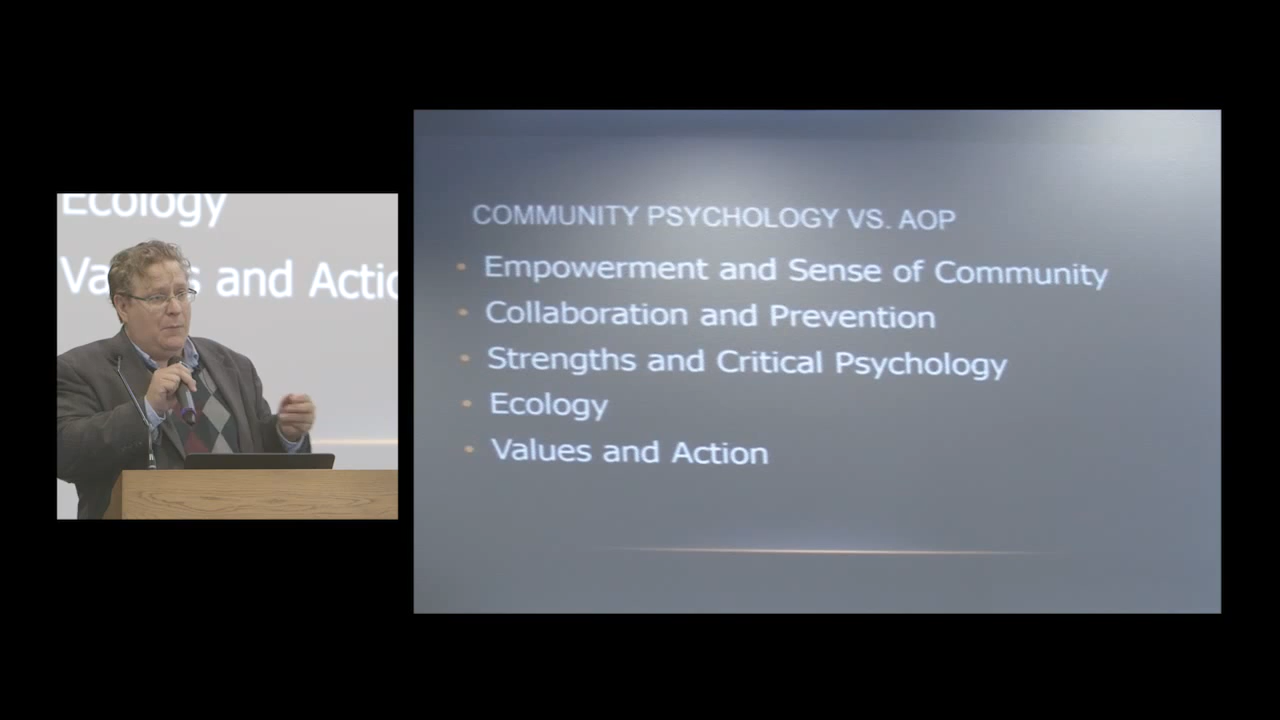 Ecology
Values and Actio
COMMUNITY PSYCHOLOGY VS. AOP
• Empowerment and Sense of Community
• Collaboration and Prevention
• Strengths and Critical Psychology
• Ecology
• Values and Action